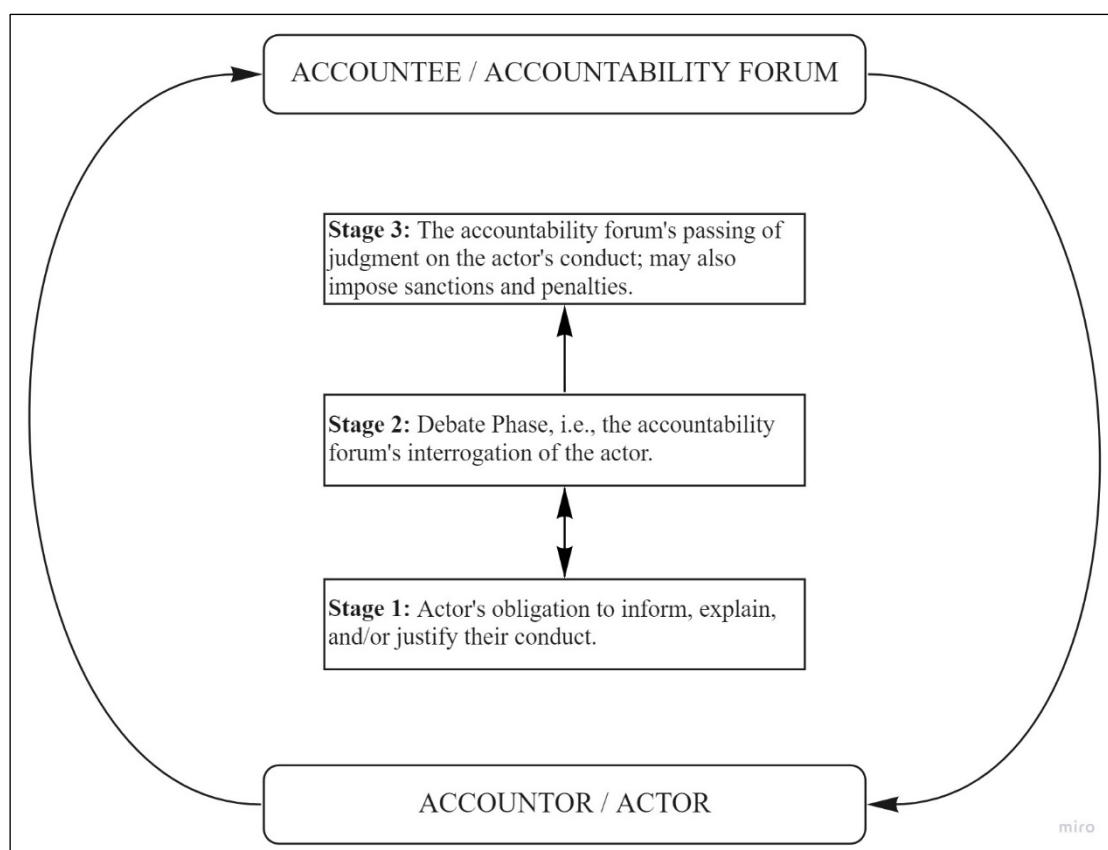 ACCOUNTEE / ACCOUNTABILITY FORUM
Stage 3: The accountability forum's passing of
judgment on the actor's conduct; may also
impose sanctions and penalties.
Stage 2: Debate Phase, i.e., the accountability
forum's interrogation of the actor.
Stage 1: Actor's obligation to inform, explain,
and/or justify their conduct.
ACCOUNTOR / ACTOR
miro